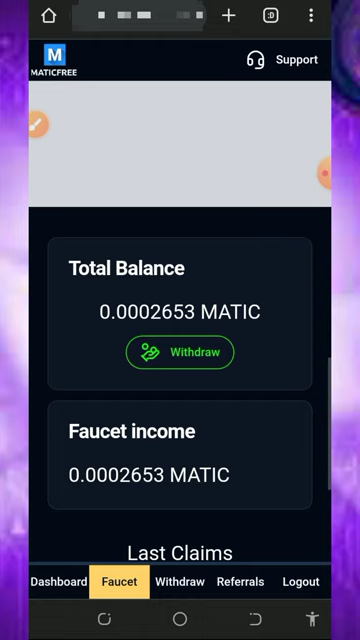 :D
M
MATICFREE
Support
Total Balance
0.0002653 MATIC
Withdraw
Faucet income
0.0002653 MATIC
Last Claims
Dashboard Faucet Withdraw Referrals Logout